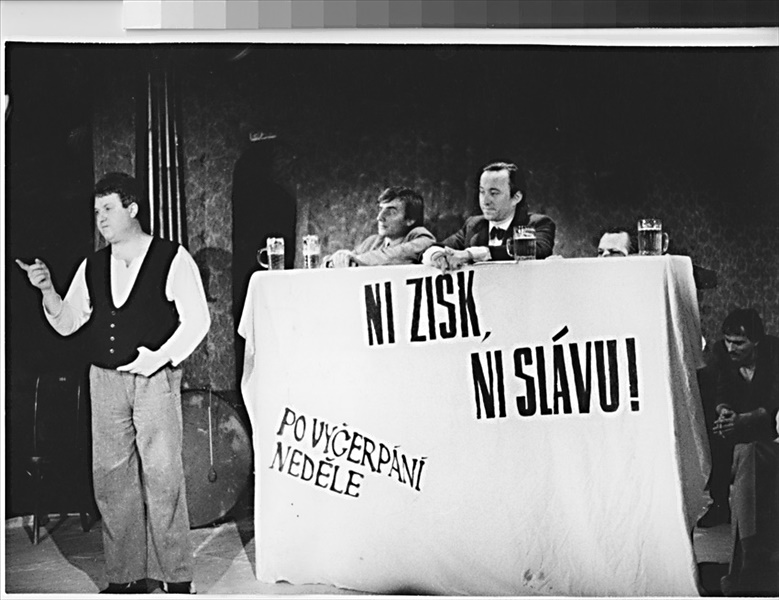 NI ZISK,
NI SLÁVU!
PO VYČERPÁNÍ
NEDĚLE